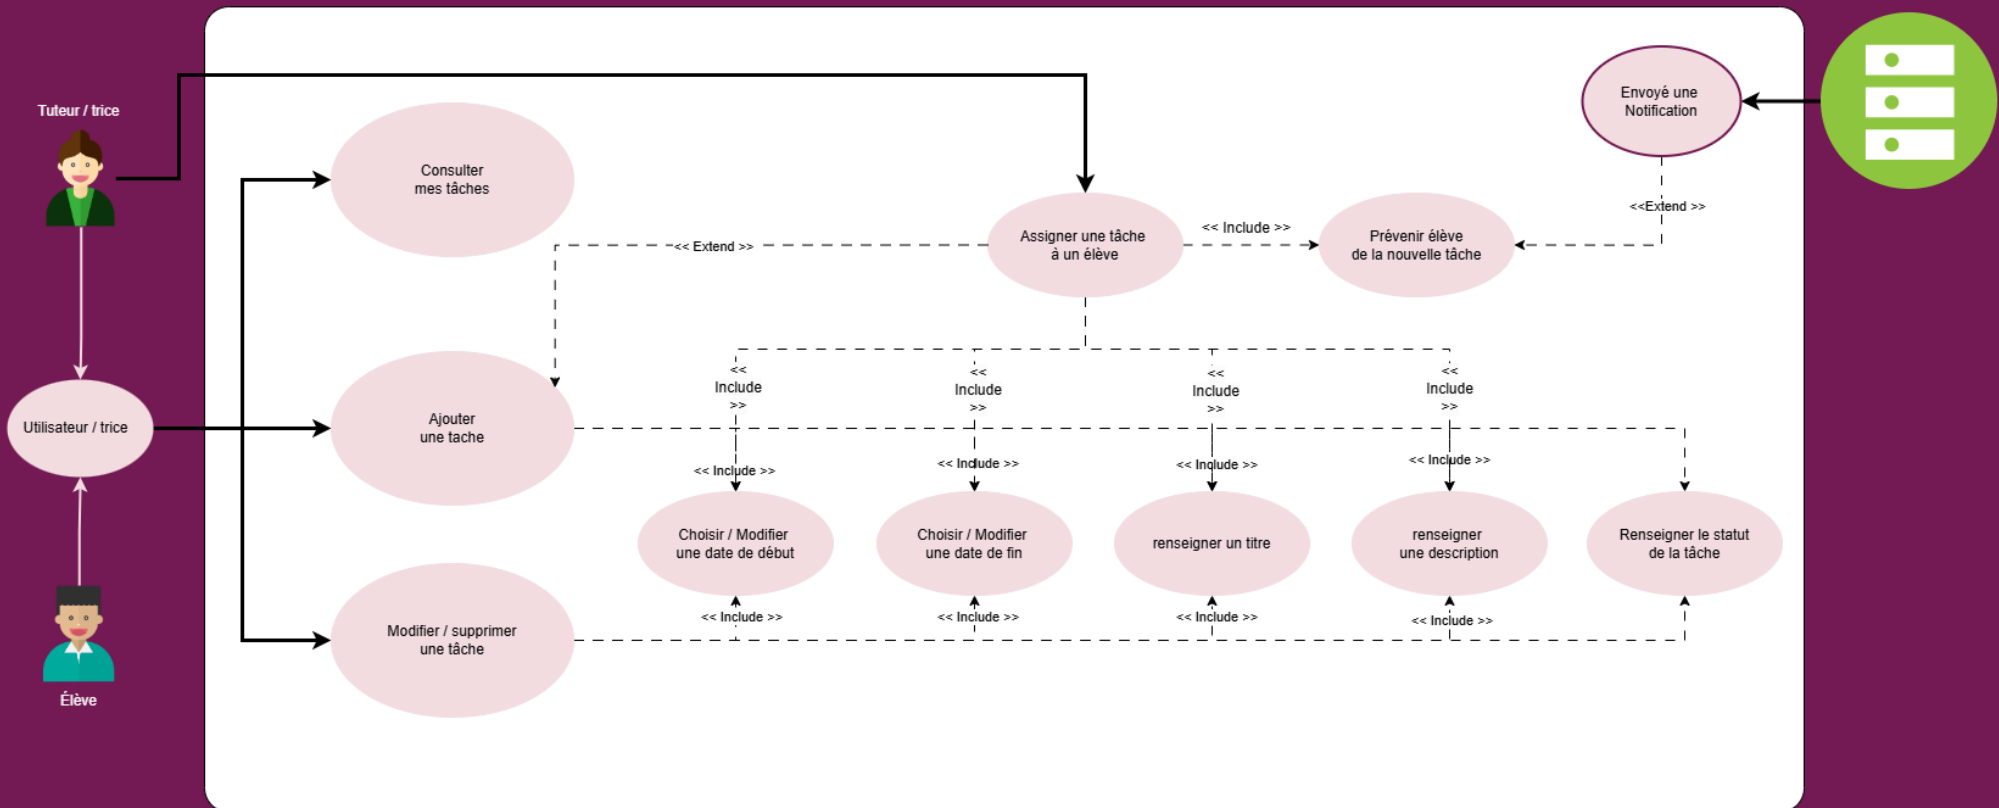 Tuteur / trice
Envoyé une
Notification
Consulter
mes tâches
<<Extend >>
<< Include >>
Assigner une tâche
à un élève
Prévenir élève
de la nouvelle tâche
<< Extend >>
<<
Include
>>
<<
Include
>>
<<
Include
>>
<<
Include
>>
Utilisateur / trice
Ajouter
une tache
<< Include >>
<< Include >>
<< Include >>
<< Include >>
Choisir / Modifier
une date de début
Choisir / Modifier
une date de fin
renseigner un titre
renseigner
une description
Renseigner le statut
de la tâche
<< Include >>
<< Include >>
<< Include >>
<< Include >>
Modifier / supprimer
une tâche
Élève